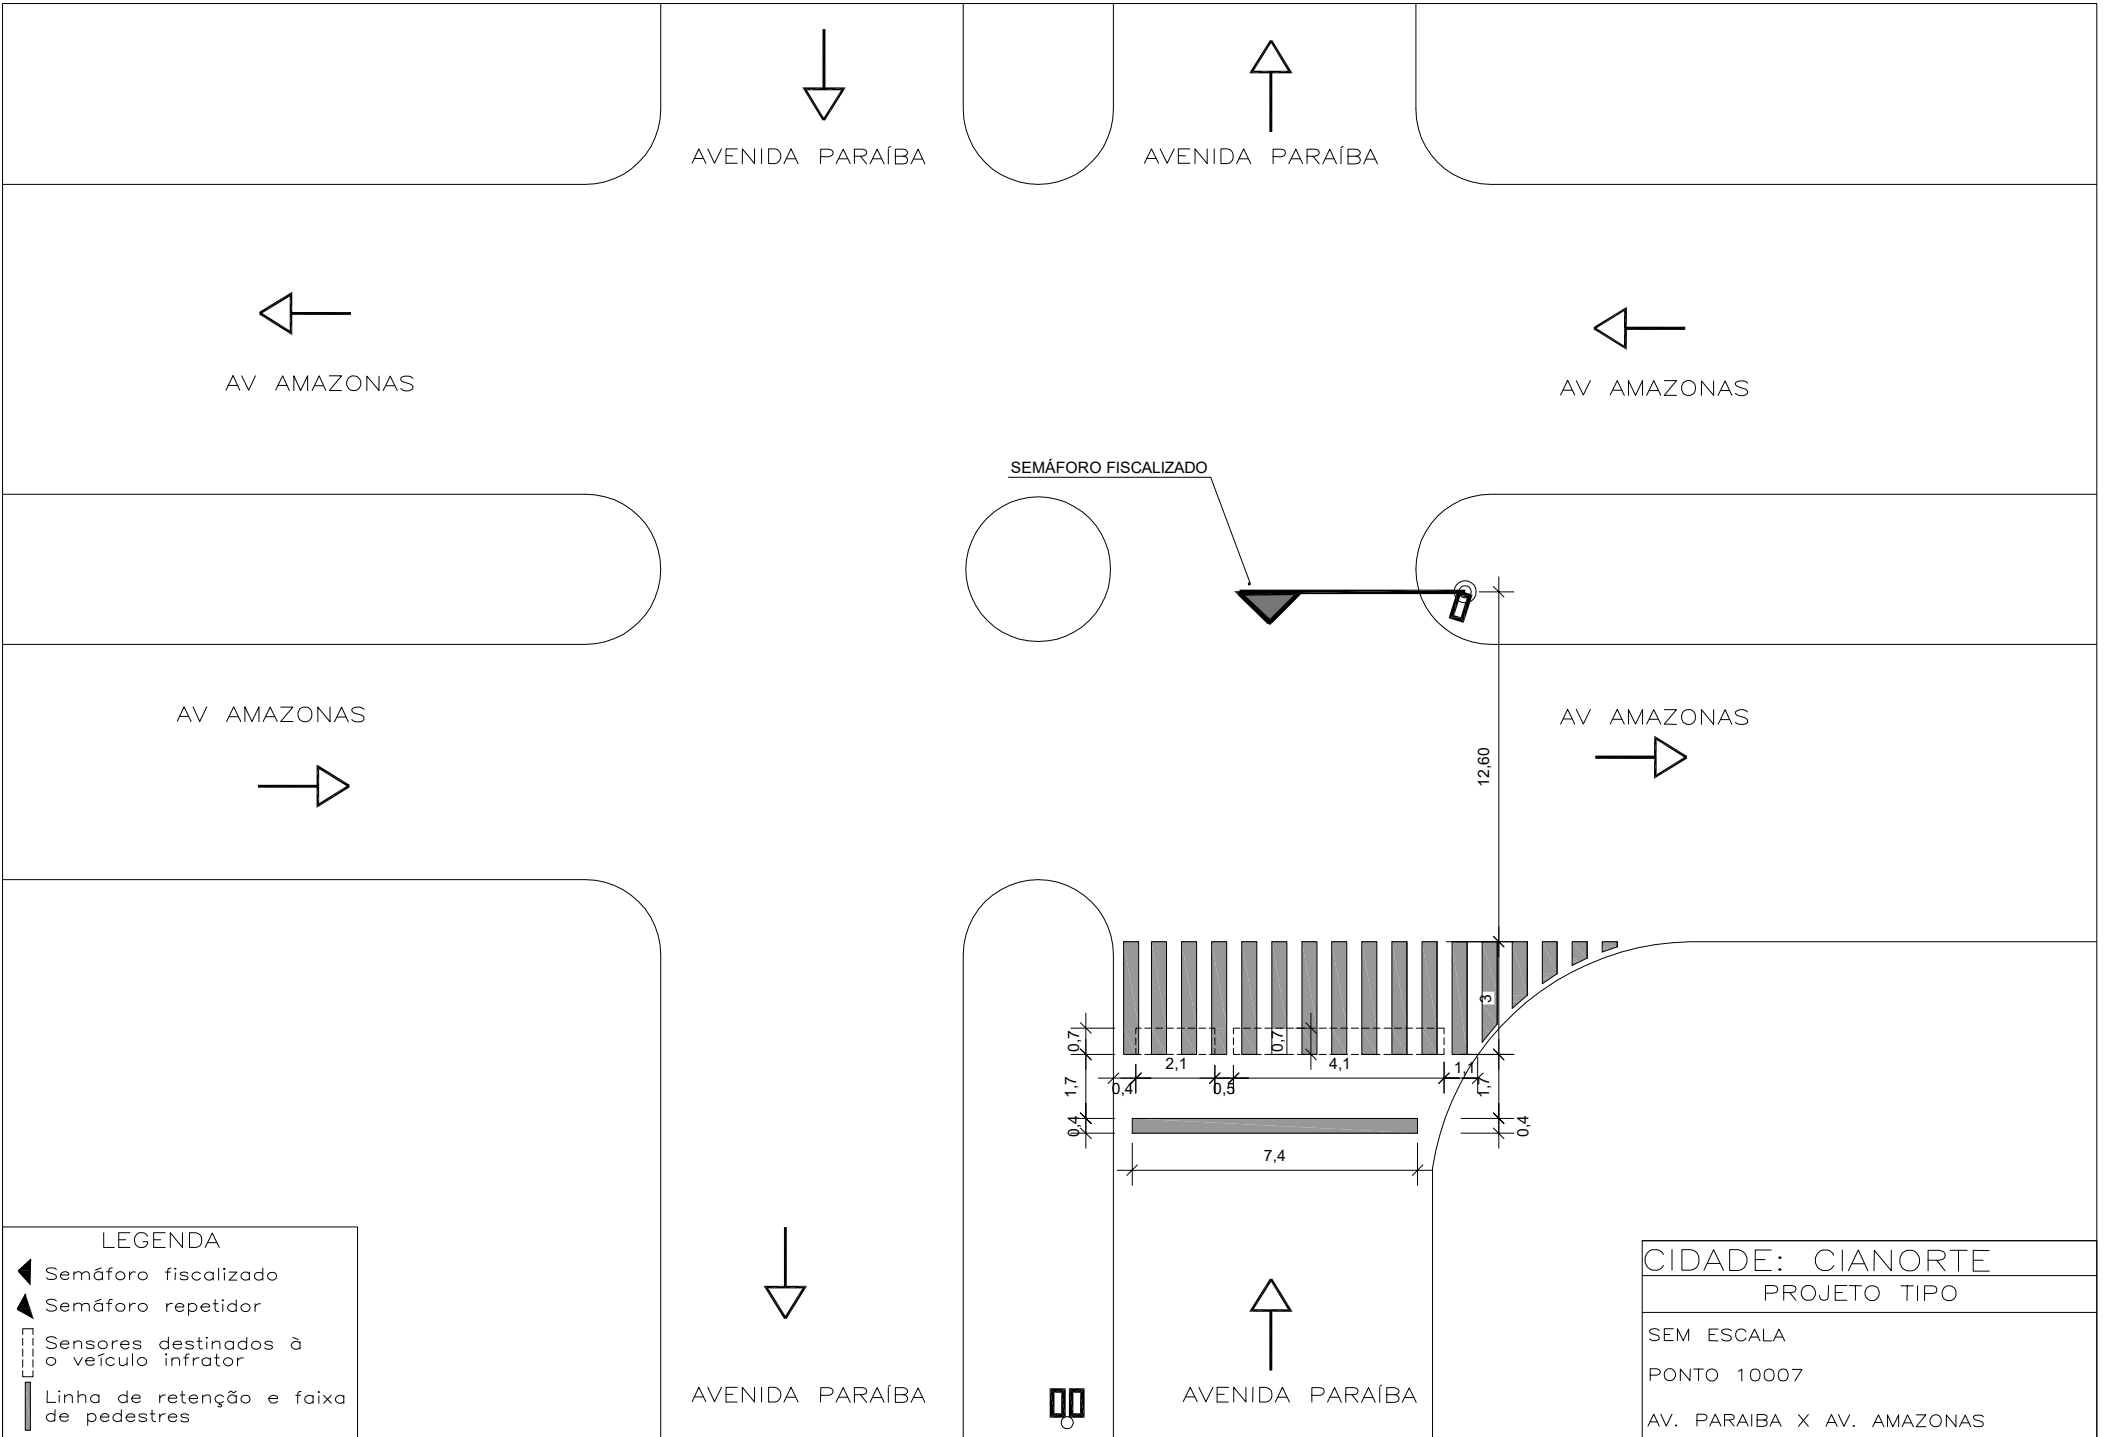 AVENIDA PARAÍBA
AVENIDA PARAÍBA
AV AMAZONAS
AV AMAZONAS
SEMÁFORO FISCALIZADO
AV AMAZONAS
AV AMAZONAS
12,60
3
0,7
0,7
2,1
4,1
1,1
1,7
0,4
0,5
1,7
0,4
0,4
7,4
LEGENDA
Semáforo fiscalizado
Semáforo repetidor
Sensores destinados à
o veículo infrator
Linha de retenção e faixa
de pedestres
AVENIDA PARAÍBA
AVENIDA PARAÍBA
CIDADE: CIANORTE
PROJETO TIPO
SEM ESCALA
PONTO 10007
AV. PARAIBA X AV. AMAZONAS